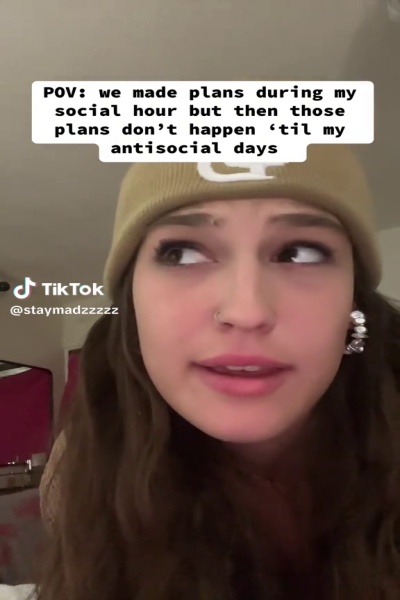 POV: we made plans during my
social hour but then those
plans don’t happen ‘til my
antisocial days
TikTok
@staymadzzzzz